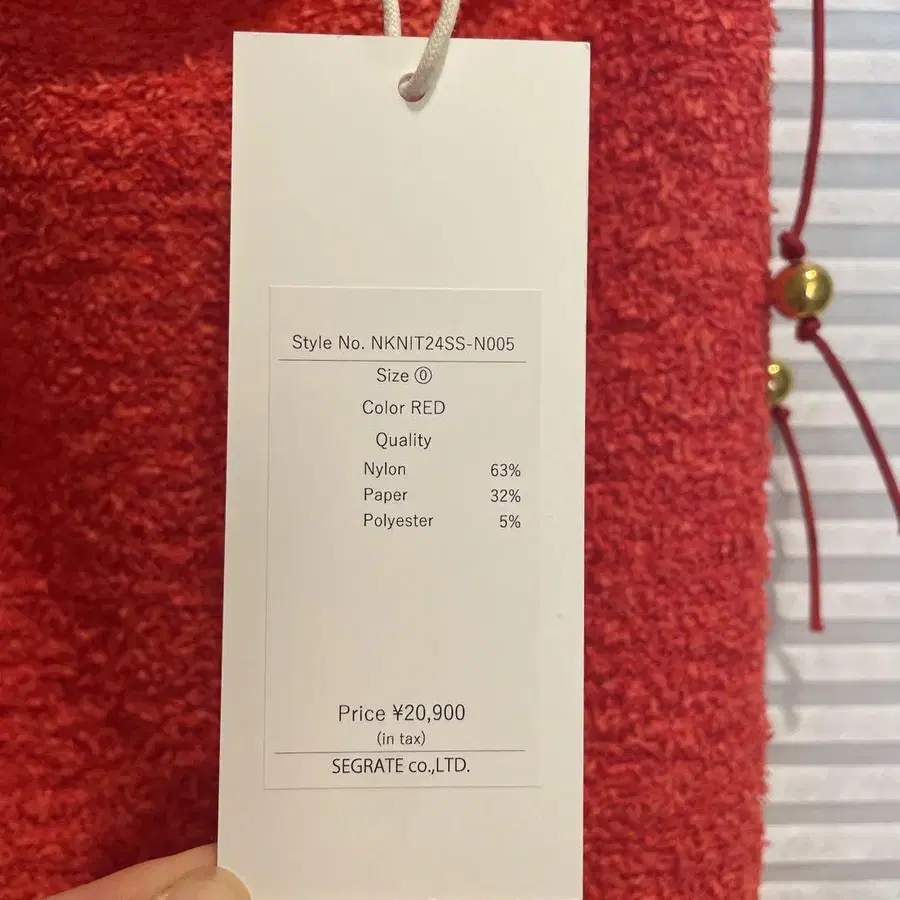 Style No. NKNIT24SS-N005
Size ⓪
Color RED
Quality
Nylon 63%
Paper 32%
Polyester 5%
Price ¥20,900
(in tax)
SEGRATE co.,LTD.